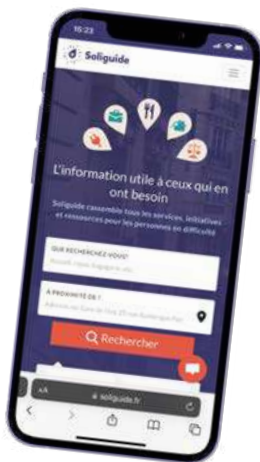 15:23
Soliguide
L'information utile à ceux qui en
ont besoin
Soliguide rassemble tous les services, initiatives
et ressources pour les personnes en difficulté
QUE RECHERCHEZ-VOUS?
À PROXIMITÉ DE ?
Rechercher
AA
soliguide.fr